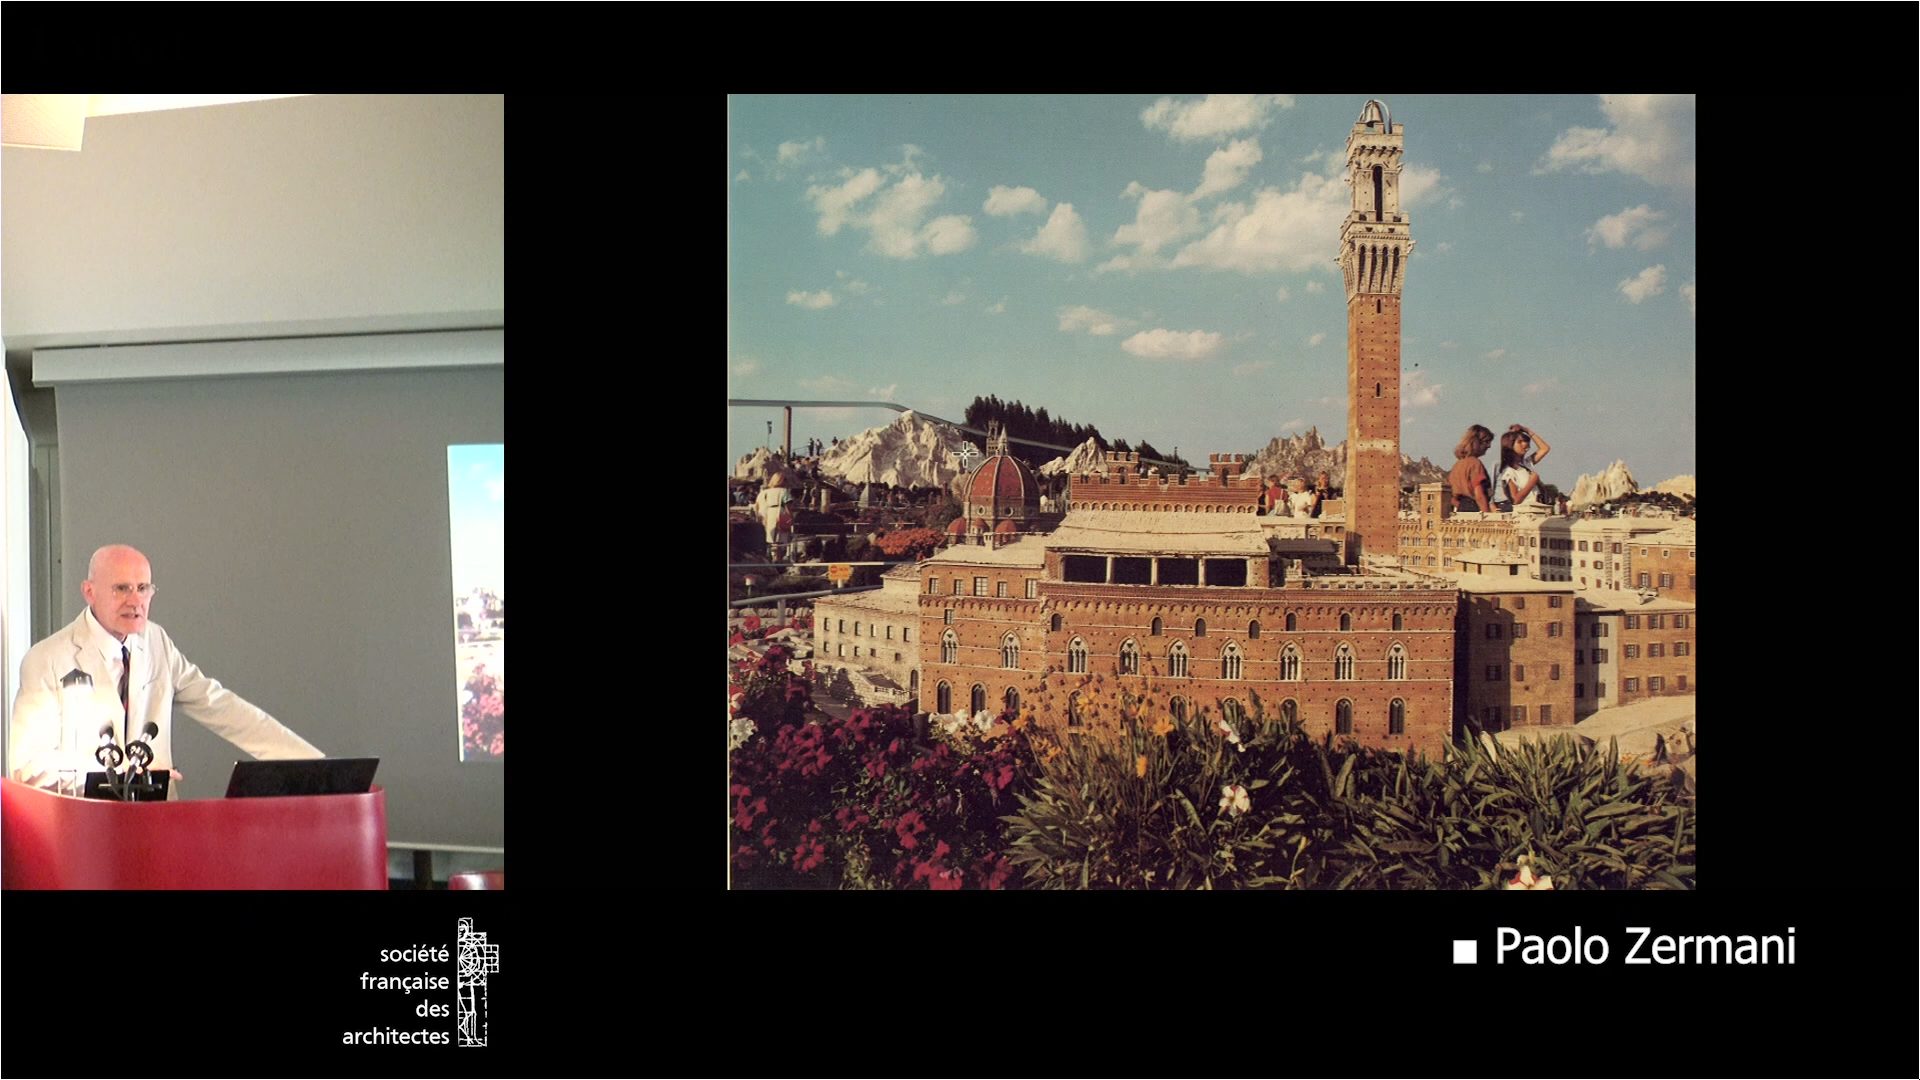 société
française
des
architectes
■ Paolo Zermani